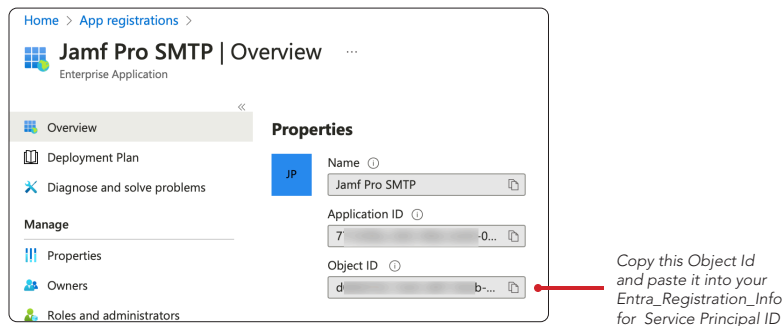 Home > App registrations >
Jamf Pro SMTP | Overview ...
Enterprise Application
«
Overview
Deployment Plan
Diagnose and solve problems
Manage
Properties
Owners
Roles and administrators
Properties
JP
Name
Jamf Pro SMTP
Application ID
7 -0...
Object ID
d b-...
Copy this Object Id
and paste it into your
Entra_Registration_Info
for Service Principal ID